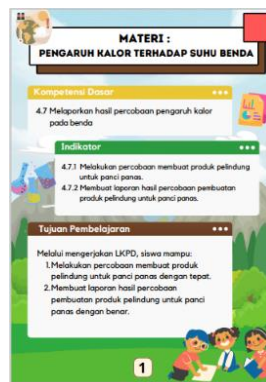 MATERI :
PENGARUH KALOR TERHADAP SUHU BENDA
Kompetensi Dasar
4.7 Melaporkan hasil percobaan pengaruh kalor
pada benda
Indikator
4.7.1 Melakukan percobaan membuat produk pelindung
untuk panci panas.
4.7.2 Membuat laporan hasil percobaan pembuatan
produk pelindung untuk panci panas.
Tujuan Pembelajaran
Melalui mengerjakan LKPD, siswa mampu:
1.Melakukan percobaan membuat produk
pelindung untuk panci panas dengan tepat.
2.Membuat laporan hasil percobaan
pembuatan produk pelindung untuk panci
panas dengan benar.
1